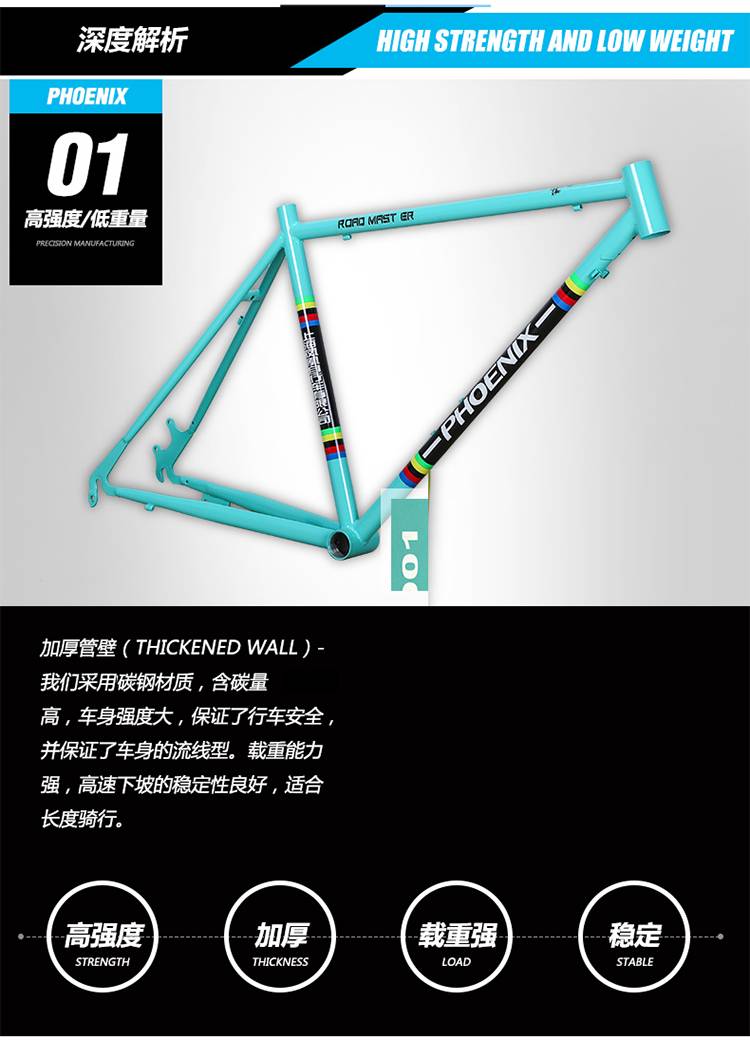 深度解析
HIGH STRENGTH AND LOW WEIGHT
PHOENIX
01
高强度/低重量
PRECISION MANUFACTURING
ROAD MAST ER
PHOENIX
001
加厚管壁（THICKENED WALL）-
我们采用碳钢材质，含碳量
高，车身强度大，保证了行车安全，
并保证了车身的流线型。载重能力
强，高速下坡的稳定性良好，适合
长度骑行。
高强度
STRENGTH
加厚
THICKNESS
载重强
LOAD
稳定
STABLE